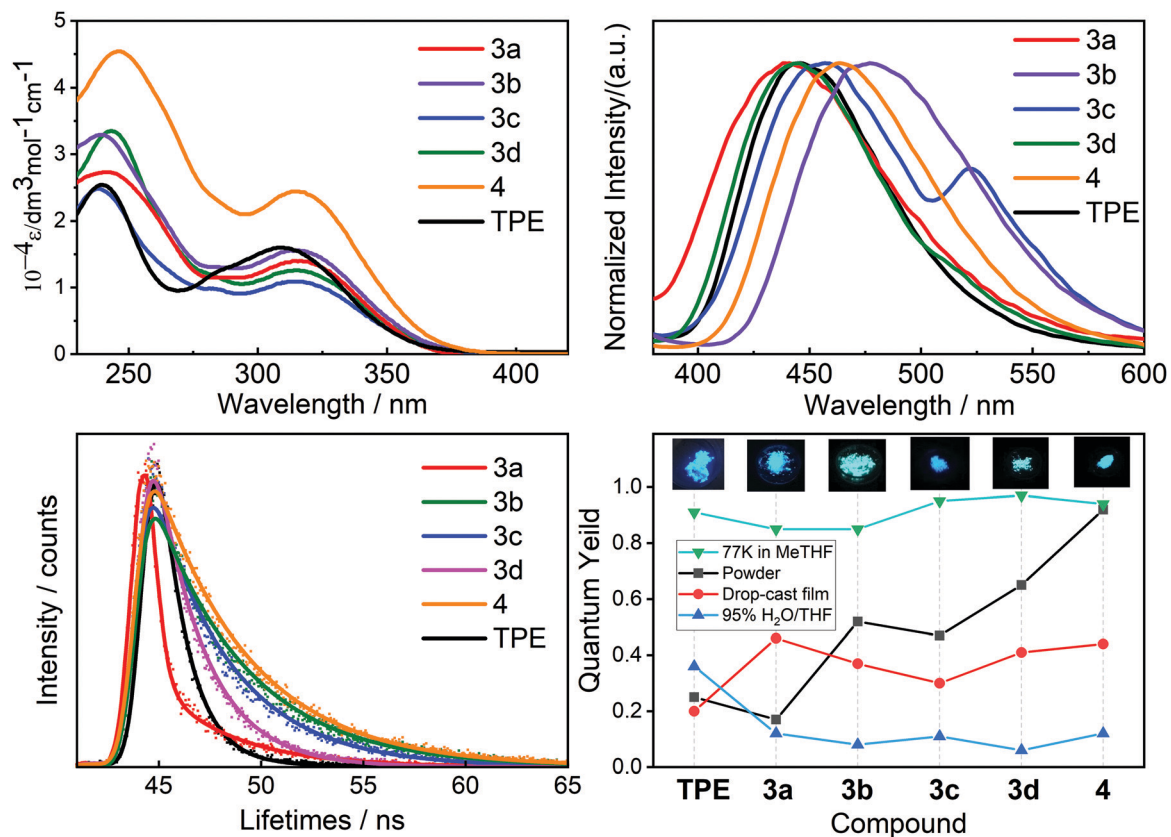 5
4
3
2
1
0
10⁻⁴ε/dm3mol⁻¹cm⁻¹
3a
3b
3c
3d
4
TPE
250 300 350 400
Wavelength / nm
Normalized Intensity/(a.u.)
3a
3b
3c
3d
4
TPE
400 450 500 550 600
Wavelength / nm
Intensity / counts
3a
3b
3c
3d
4
TPE
45 50 55 60 65
Lifetimes / ns
Quantum Yeild
1.0
0.8
0.6
0.4
0.2
0.0
77K in MeTHF
Powder
Drop-cast film
95% H₂O/THF
TPE 3a 3b 3c 3d 4
Compound